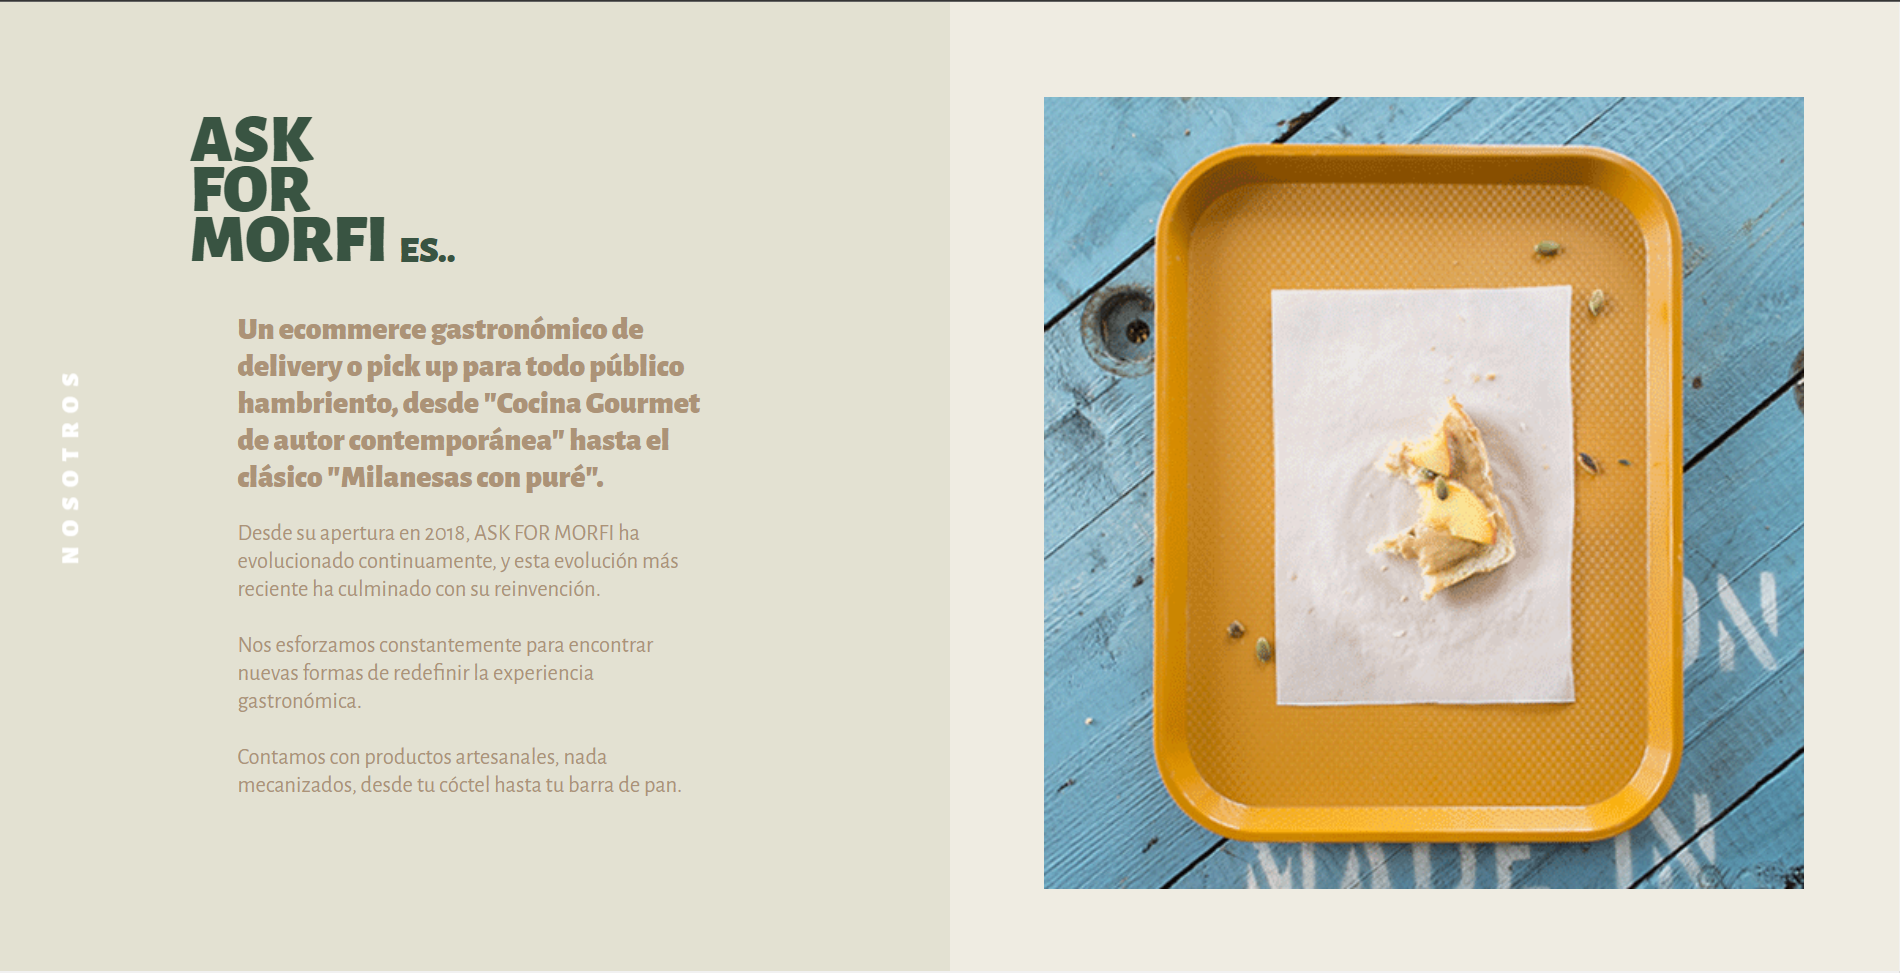 NOSOTROS
ASK
FOR
MORFI ES..
Un ecommerce gastronómico de
delivery o pick up para todo público
hambriento, desde "Cocina Gourmet
de autor contemporánea" hasta el
clásico "Milanesas con puré".
Desde su apertura en 2018, ASK FOR MORFI ha
evolucionado continuamente, y esta evolución más
reciente ha culminado con su reinvención.
Nos esforzamos constantemente para encontrar
nuevas formas de redefinir la experiencia
gastronómica.
Contamos con productos artesanales, nada
mecanizados, desde tu cóctel hasta tu barra de pan.
ON
MADE IN